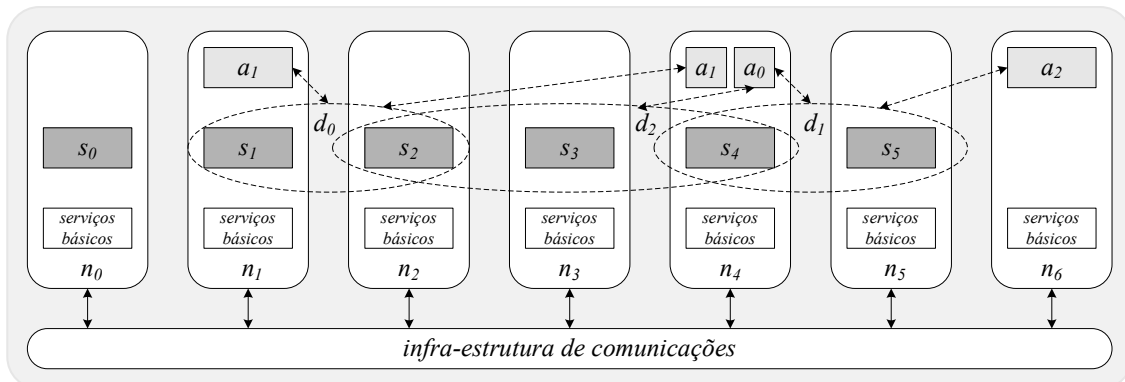 a1 a1 a0 a2
d0 d2 d1
s0 s1 s2 s3 s4 s5
serviços serviços serviços serviços serviços serviços serviços
básicos básicos básicos básicos básicos básicos básicos
n0 n1 n2 n3 n4 n5 n6
infra-estrutura de comunicações